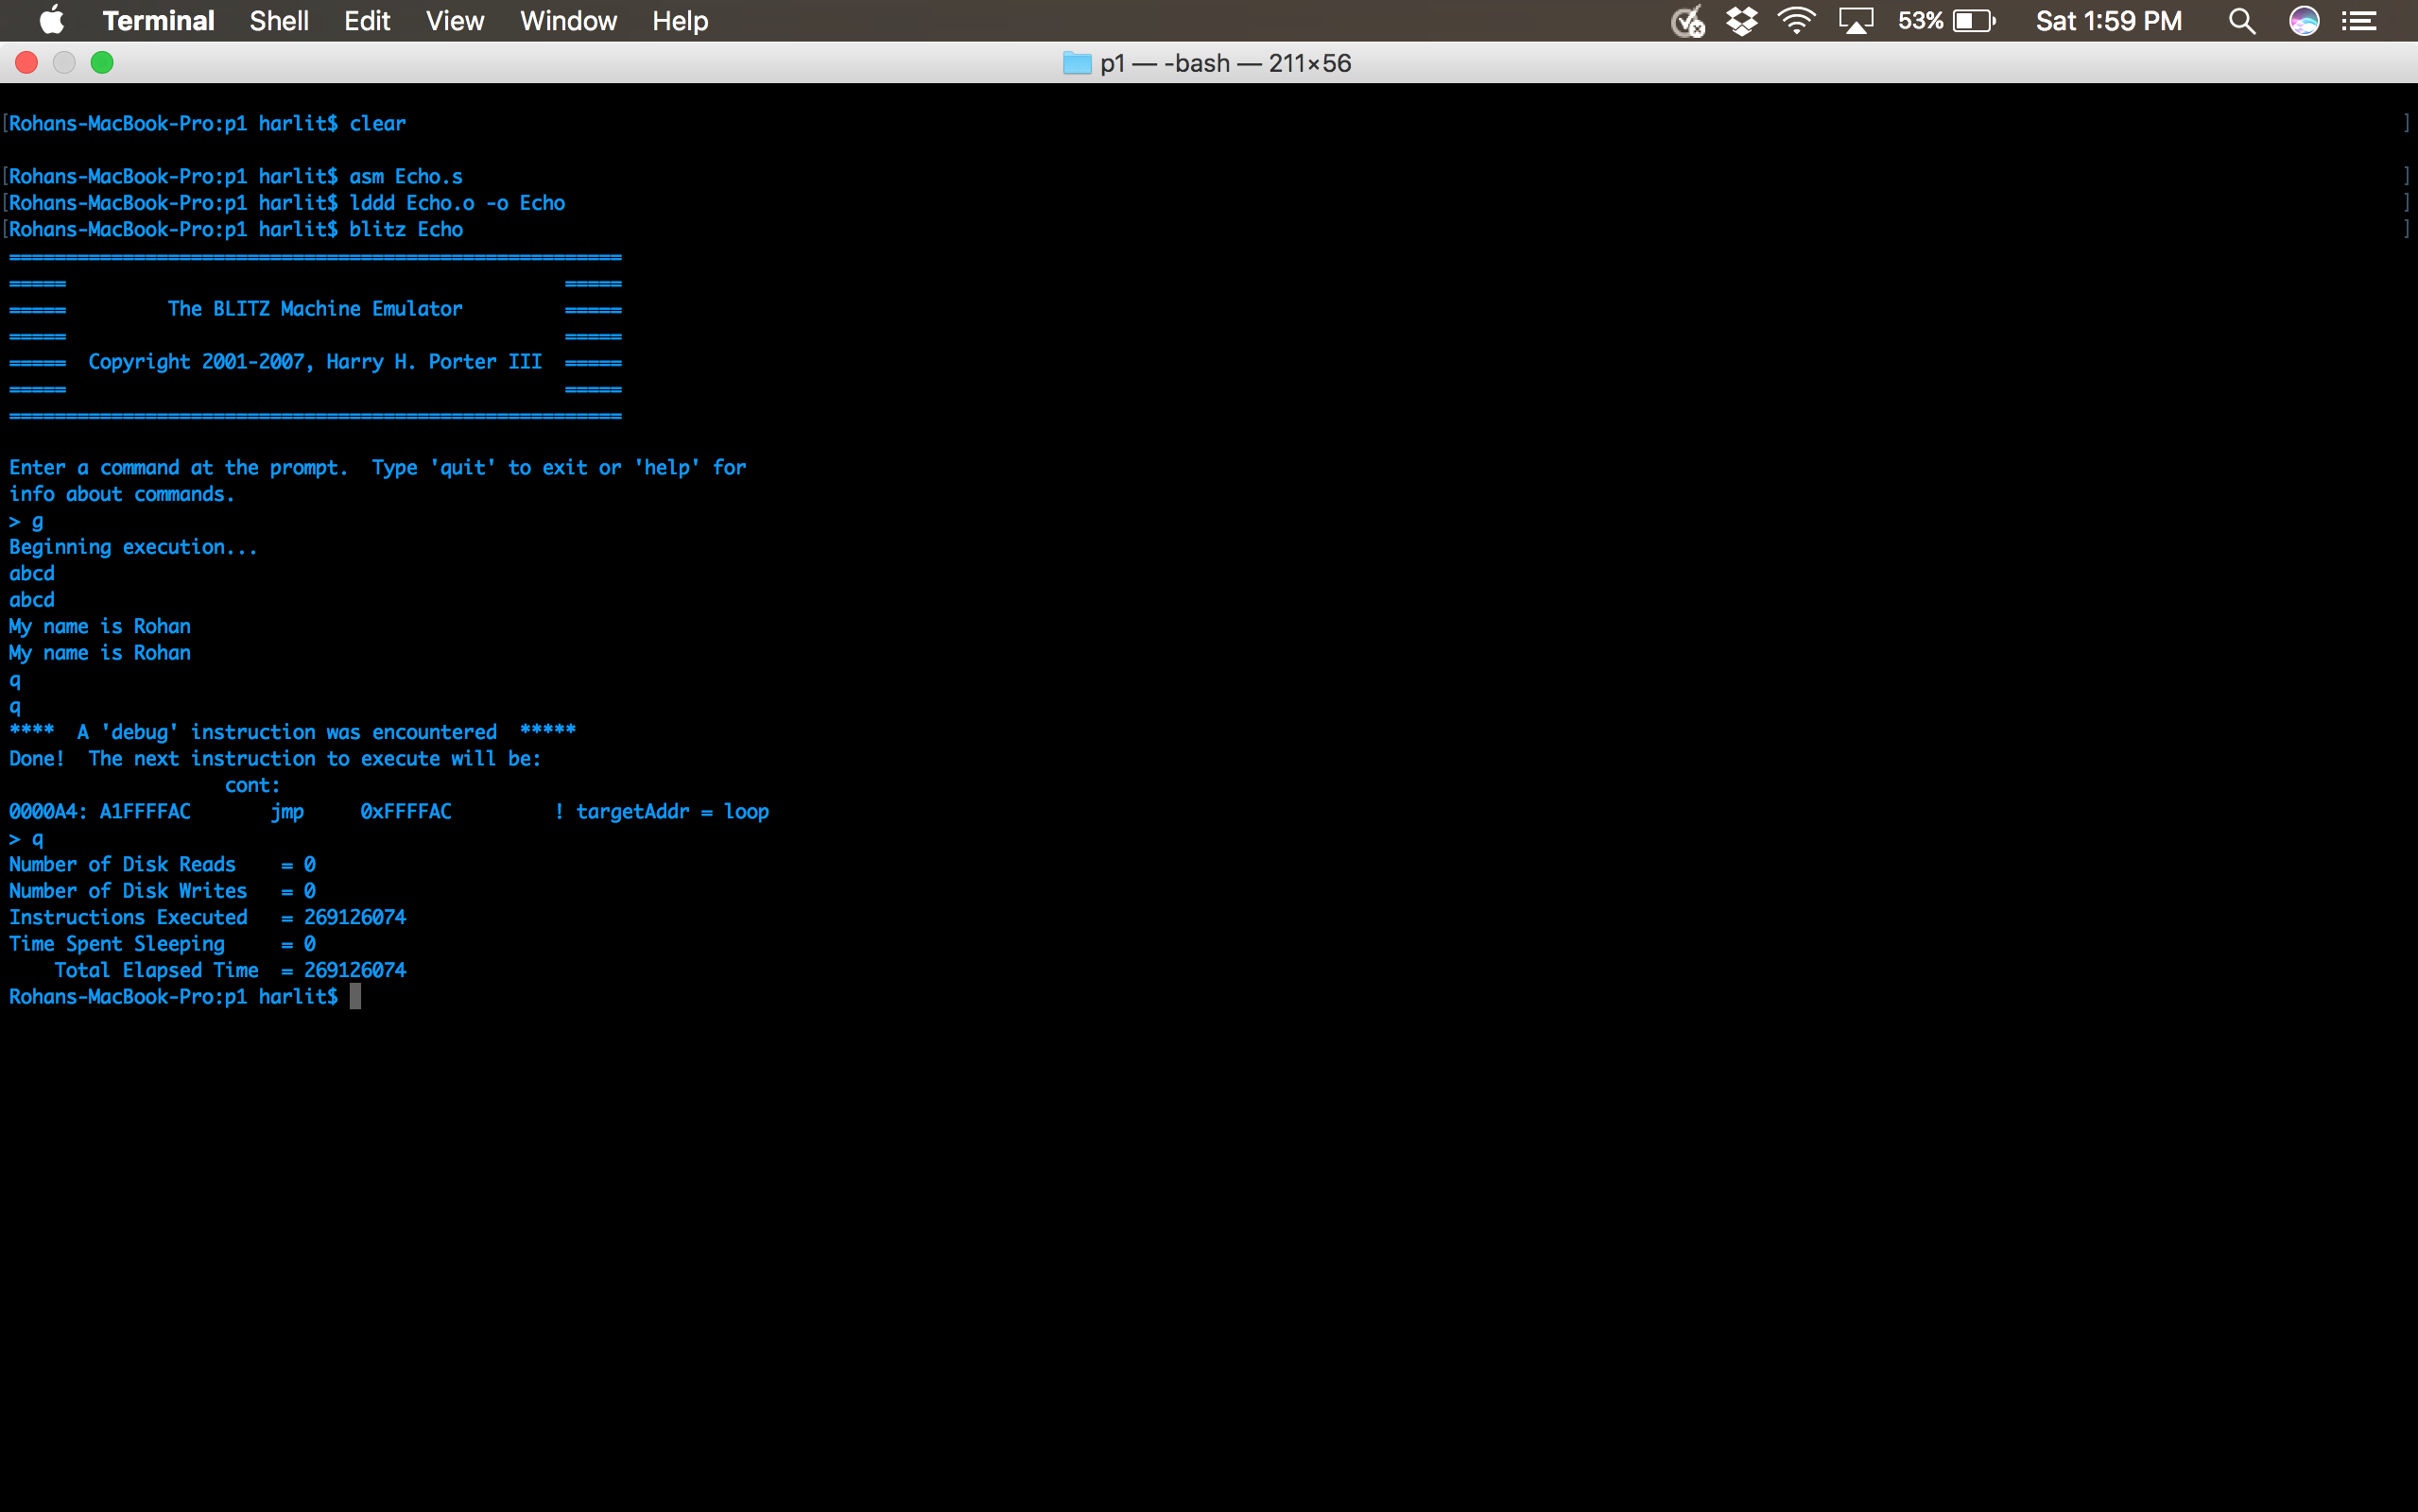 Terminal Shell Edit View Window Help 53% Sat 1:59 PM
p1 — -bash — 211×56
[Rohans-MacBook-Pro:p1 harlit$ clear ]
[Rohans-MacBook-Pro:p1 harlit$ asm Echo.s ]
[Rohans-MacBook-Pro:p1 harlit$ lddd Echo.o -o Echo ]
[Rohans-MacBook-Pro:p1 harlit$ blitz Echo ]
======================================================
=====                                            =====
=====         The BLITZ Machine Emulator         =====
=====                                            =====
=====  Copyright 2001-2007, Harry H. Porter III  =====
=====                                            =====
======================================================
Enter a command at the prompt.  Type 'quit' to exit or 'help' for
info about commands.
> g
Beginning execution...
abcd
abcd
My name is Rohan
My name is Rohan
q
q
****  A 'debug' instruction was encountered  *****
Done!  The next instruction to execute will be:
                   cont:
0000A4: A1FFFFAC       jmp     0xFFFFAC         ! targetAddr = loop
> q
Number of Disk Reads    = 0
Number of Disk Writes   = 0
Instructions Executed   = 269126074
Time Spent Sleeping     = 0
    Total Elapsed Time  = 269126074
Rohans-MacBook-Pro:p1 harlit$